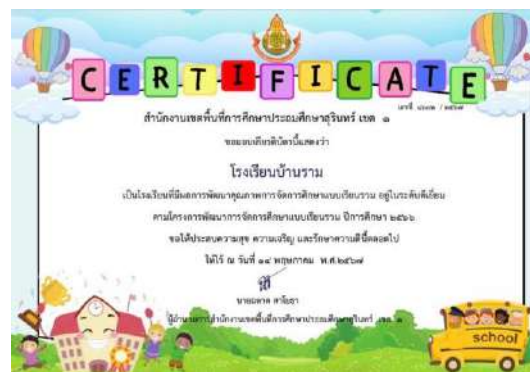 CERTIFICATE
เลขที่ /๒๕๖๗
สำนักงานเขตพื้นที่การศึกษาประถมศึกษาสุรินทร์ เขต ๑
ขอมอบเกียรติบัตรนี้แสดงว่า
โรงเรียนบ้านราม
เป็นโรงเรียนที่มีผลการพัฒนาคุณภาพการจัดการศึกษาแบบเรียนรวม อยู่ในระดับดีเยี่ยม
ตามโครงการพัฒนาการจัดการศึกษาแบบเรียนรวม ปีการศึกษา ๒๕๖๖
ขอให้ประสบความสุข ความเจริญ และรักษาความดีนี้ตลอดไป
ให้ไว้ ณ วันที่ ๑๔ พฤษภาคม พ.ศ.๒๕๖๗
ผู้อำนวยการสำนักงานเขตพื้นที่การศึกษาประถมศึกษาสุรินทร์ เขต ๑
school